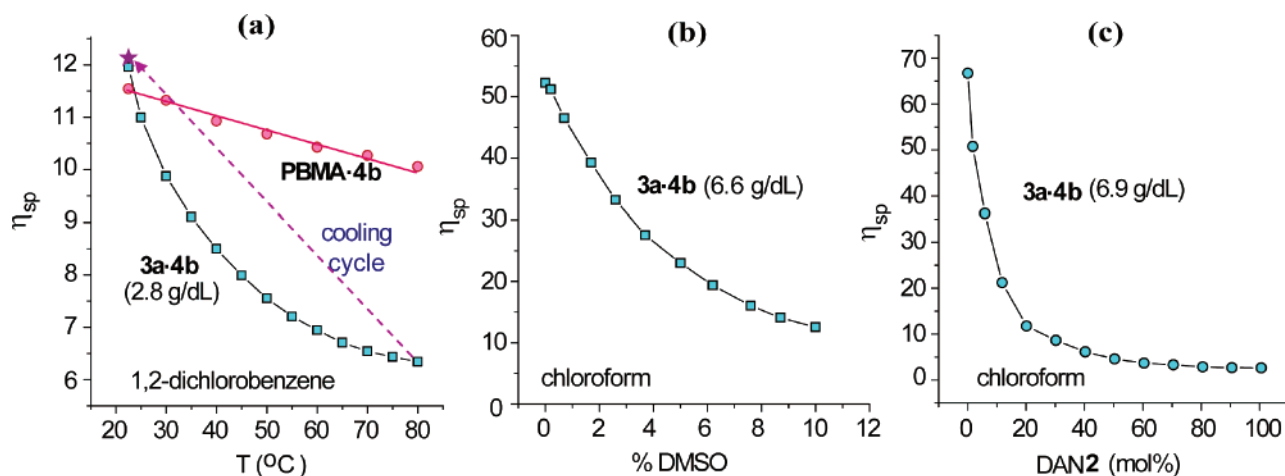 (a)
12
11
10
9
8
7
6
ηsp
PBMA·4b
cooling
cycle
3a·4b
(2.8 g/dL)
1,2-dichlorobenzene
20 30 40 50 60 70 80
T (ºC)
(b)
60
50
40
30
20
10
0
ηsp
3a·4b (6.6 g/dL)
chloroform
0 2 4 6 8 10 12
% DMSO
(c)
70
60
50
40
30
20
10
0
ηsp
3a·4b (6.9 g/dL)
chloroform
0 20 40 60 80 100
DAN2 (mol%)